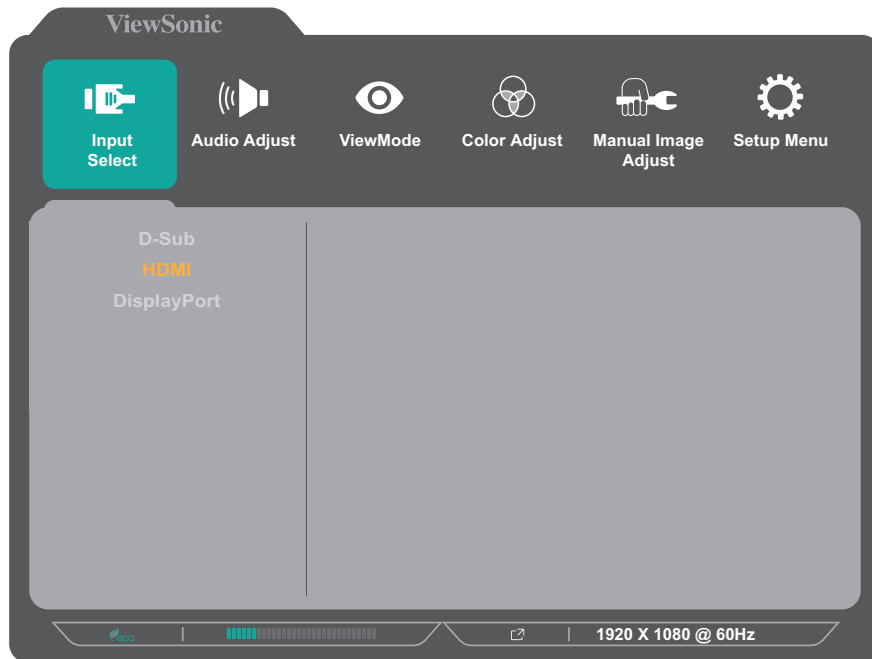 ViewSonic
Input
Select
Audio Adjust
ViewMode
Color Adjust
Manual Image
Adjust
Setup Menu
D-Sub
HDMI
DisplayPort
eco
1920 X 1080 @ 60Hz